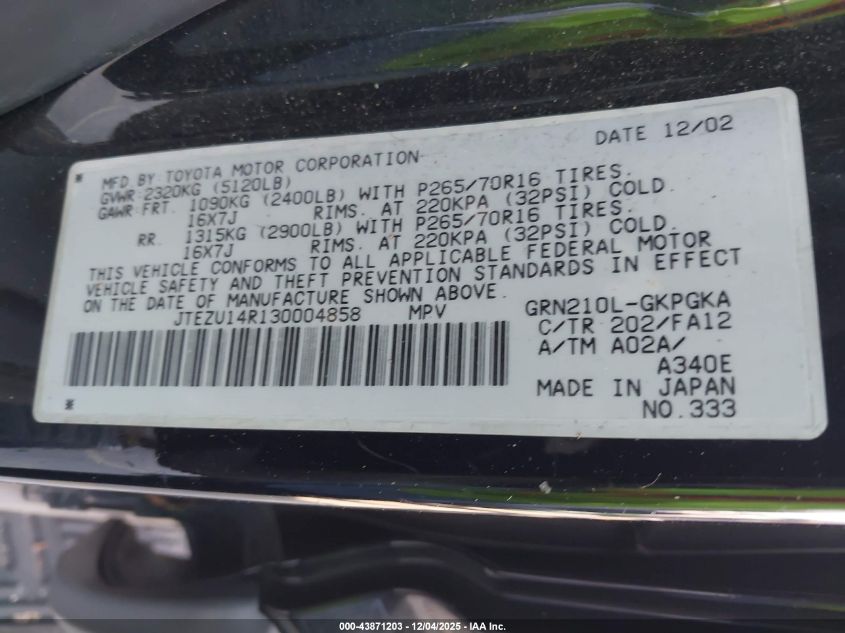 DATE 12/02
MFD.BY:TOYOTA MOTOR CORPORATION
GVWR:2320KG (5120LB)
GAWR:FRT. 1090KG (2400LB) WITH P265/70R16 TIRES.
16X7J RIMS. AT 220KPA (32PSI) COLD.
RR. 1315KG (2900LB) WITH P265/70R16 TIRES.
16X7J RIMS. AT 220KPA (32PSI) COLD.
THIS VEHICLE CONFORMS TO ALL APPLICABLE FEDERAL MOTOR
VEHICLE SAFETY AND THEFT PREVENTION STANDARDS IN EFFECT
ON THE DATE OF MANUFACTURE SHOWN ABOVE.
JTEZU14R130004858 MPV
GRN210L-GKPGKA
C/TR 202/FA12
A/TM A02A/
A340E
MADE IN JAPAN
NO.333
000-43871203 - 12/04/2025 - IAA Inc.